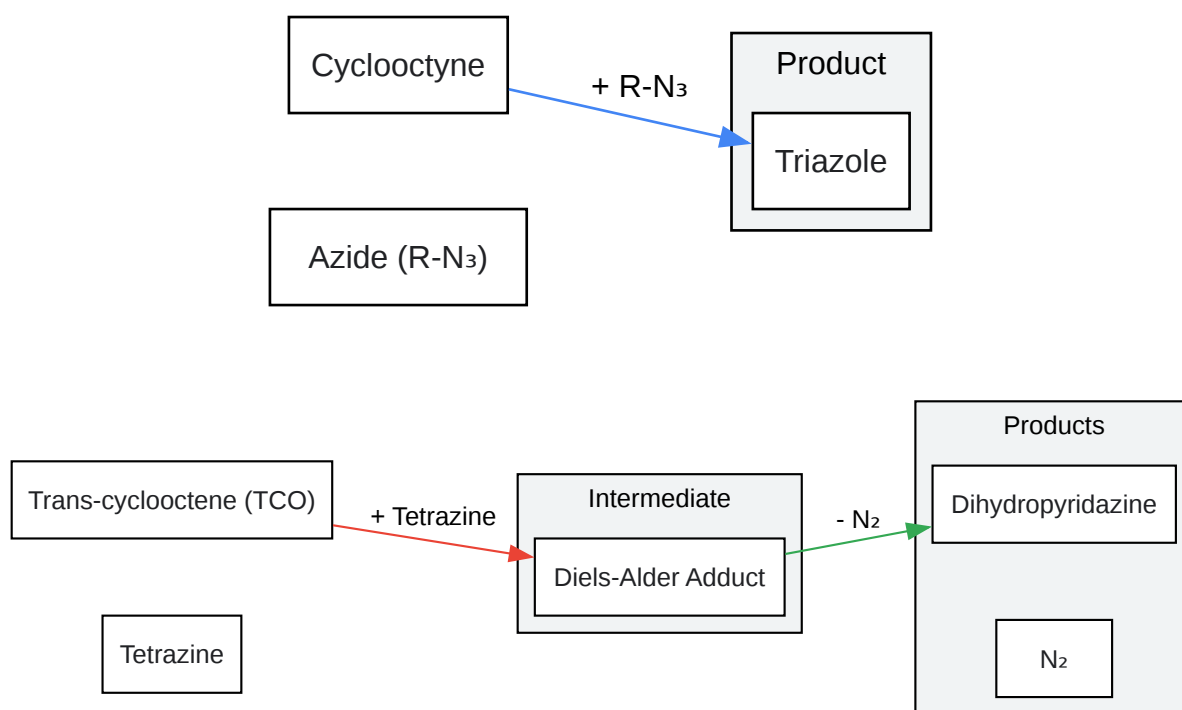 Cyclooctyne
+ R-N₃
Product
Triazole
Azide (R-N₃)
Trans-cyclooctene (TCO)
+ Tetrazine
Intermediate
Diels-Alder Adduct
- N₂
Products
Dihydropyridazine
Tetrazine
N₂